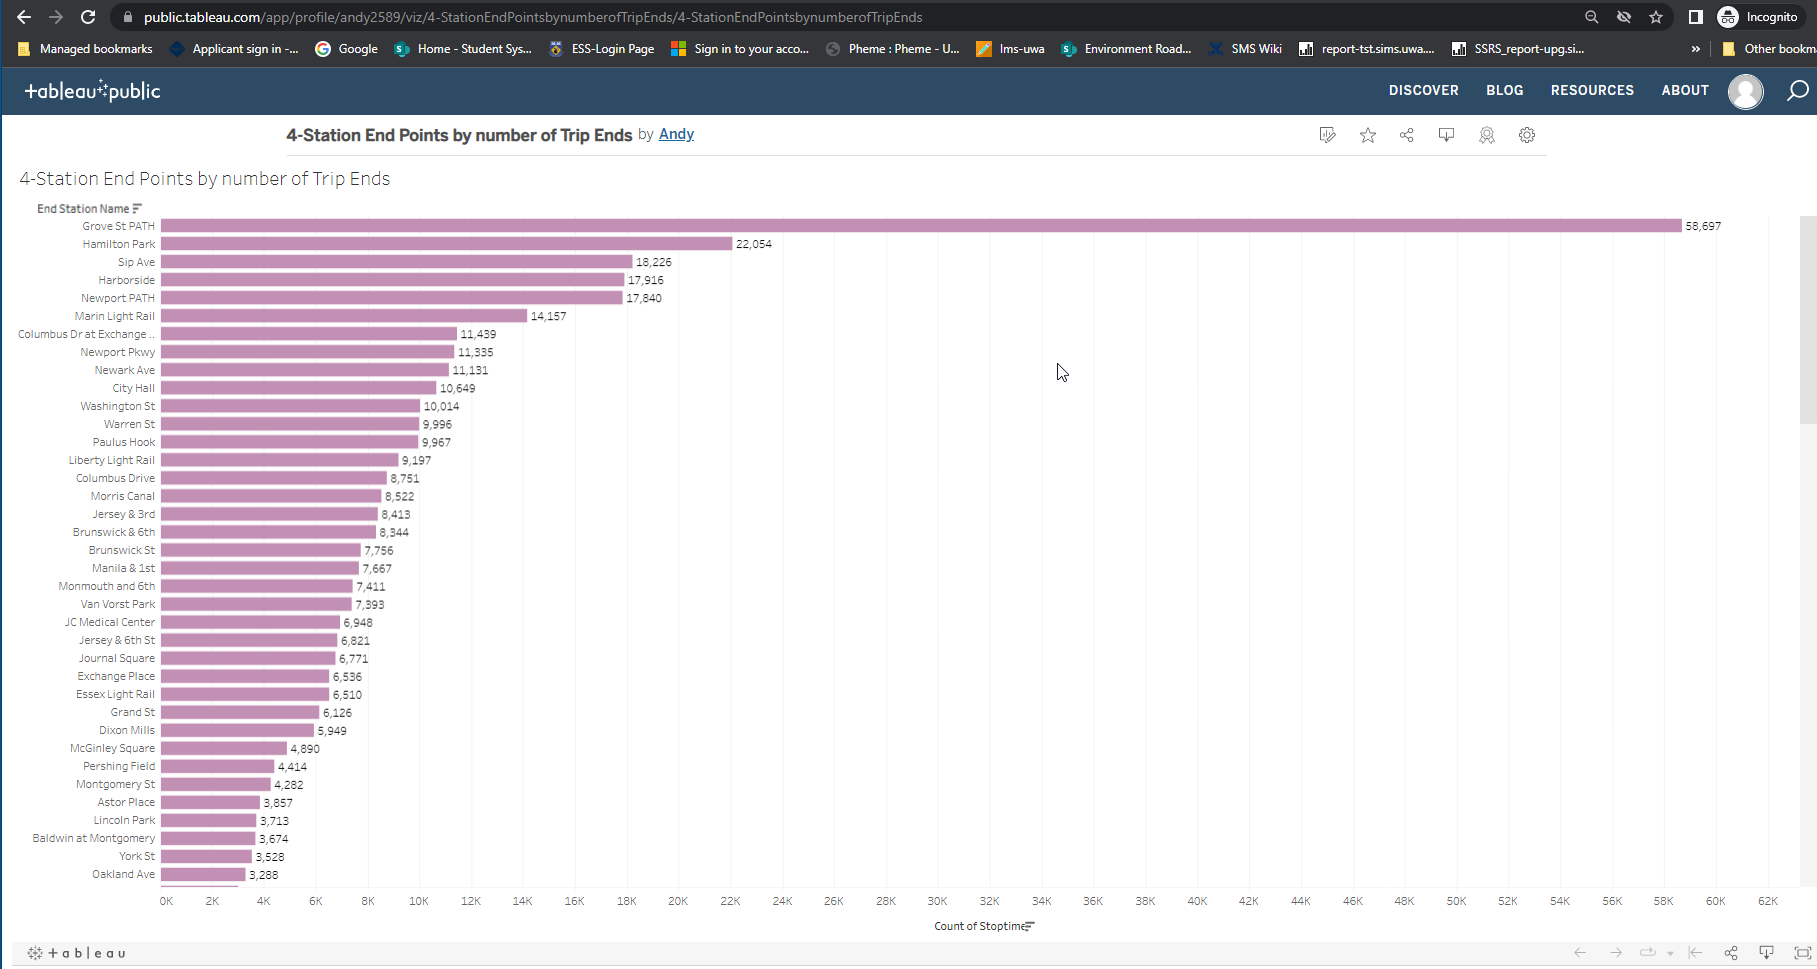 public.tableau.com/app/profile/andy2589/viz/4-StationEndPointsbynumberofTripEnds/4-StationEndPointsbynumberofTripEnds Incognito
Managed bookmarks Applicant sign in -... Google Home - Student Sys... ESS-Login Page Sign in to your acco... Pheme : Pheme - U... lms-uwa Environment Road... SMS Wiki report-tst.sims.uwa.... SSRS_report-upg.si... » Other bookm
+ableau public DISCOVER BLOG RESOURCES ABOUT
4-Station End Points by number of Trip Ends by Andy
4-Station End Points by number of Trip Ends
End Station Name
Grove St PATH 58,697
Hamilton Park 22,054
Sip Ave 18,226
Harborside 17,916
Newport PATH 17,840
Marin Light Rail 14,157
Columbus Dr at Exchange .. 11,439
Newport Pkwy 11,335
Newark Ave 11,131
City Hall 10,649
Washington St 10,014
Warren St 9,996
Paulus Hook 9,967
Liberty Light Rail 9,197
Columbus Drive 8,751
Morris Canal 8,522
Jersey & 3rd 8,413
Brunswick & 6th 8,344
Brunswick St 7,756
Manila & 1st 7,667
Monmouth and 6th 7,411
Van Vorst Park 7,393
JC Medical Center 6,948
Jersey & 6th St 6,821
Journal Square 6,771
Exchange Place 6,536
Essex Light Rail 6,510
Grand St 6,126
Dixon Mills 5,949
McGinley Square 4,890
Pershing Field 4,414
Montgomery St 4,282
Astor Place 3,857
Lincoln Park 3,713
Baldwin at Montgomery 3,674
York St 3,528
Oakland Ave 3,288
0K 2K 4K 6K 8K 10K 12K 14K 16K 18K 20K 22K 24K 26K 28K 30K 32K 34K 36K 38K 40K 42K 44K 46K 48K 50K 52K 54K 56K 58K 60K 62K
Count of Stoptime
+ableau